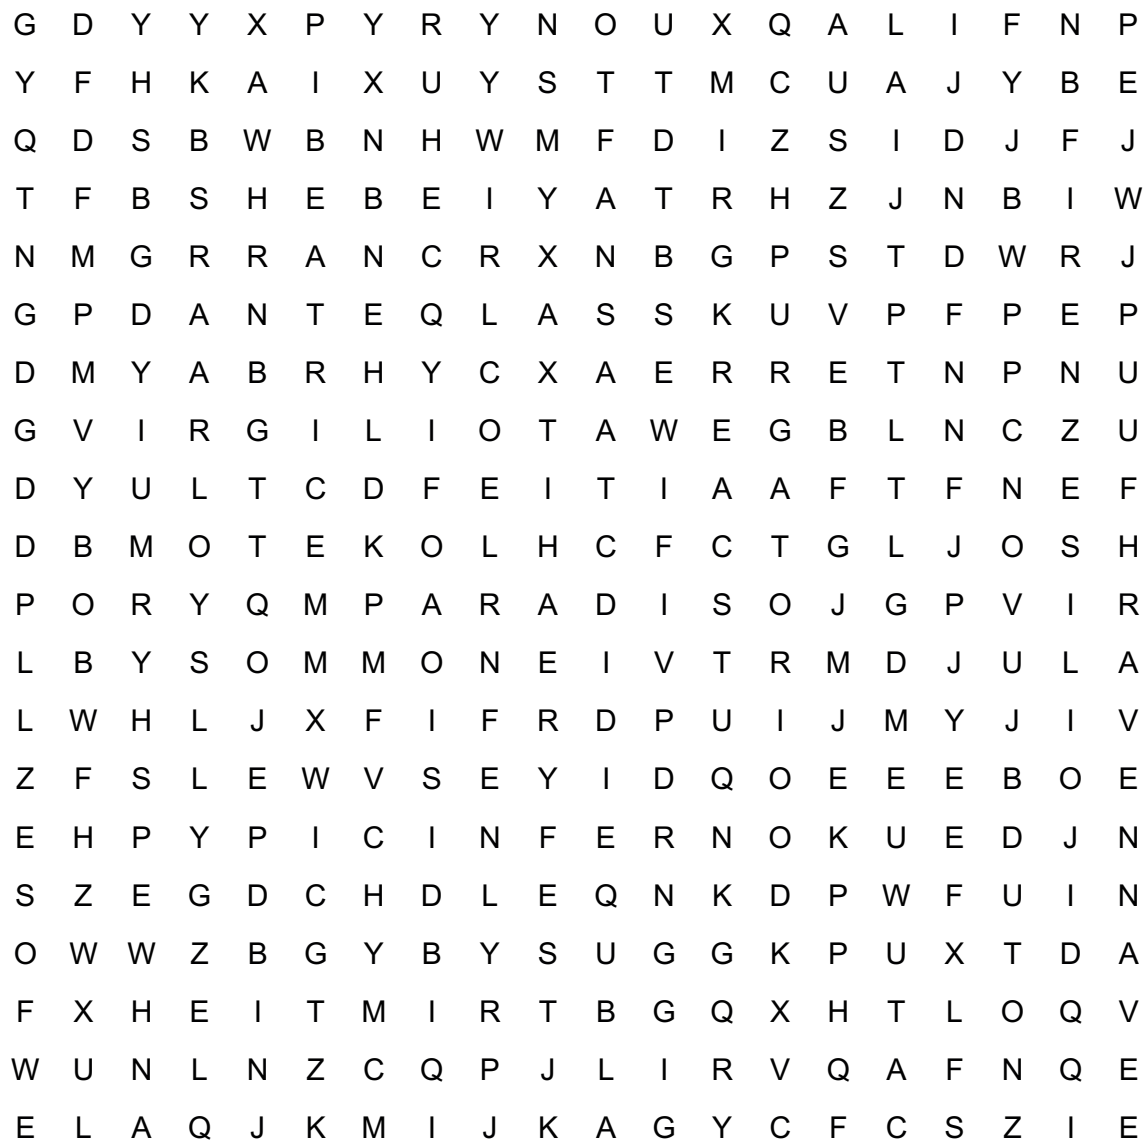 G D Y Y X P Y R Y N O U X Q A L I F N P
Y F H K A I X U Y S T T M C U A J Y B E
Q D S B W B N H W M F D I Z S I D J F J
T F B S H E B E I Y A T R H Z J N B I W
N M G R R A N C R X N B G P S T D W R J
G P D A N T E Q L A S S K U V P F P E P
D M Y A B R H Y C X A E R R E T N P N U
G V I R G I L I O T A W E G B L N C Z U
D Y U L T C D F E I T I A A F T F N E F
D B M O T E K O L H C F C T G L J O S H
P O R Y Q M P A R A D I S O J G P V I R
L B Y S O M M O N E I V T R M D J U L A
L W H L J X F I F R D P U I J M Y J I V
Z F S L E W V S E Y I D Q O E E E B O E
E H P Y P I C I N F E R N O K U E D J N
S Z E G D C H D L E Q N K D P W F U I N
O W W Z B G Y B Y S U G G K P U X T D A
F X H E I T M I R T B G Q X H T L O Q V
W U N L N Z C Q P J L I R V Q A F N Q E
E L A Q J K M I J K A G Y C F C S Z I E